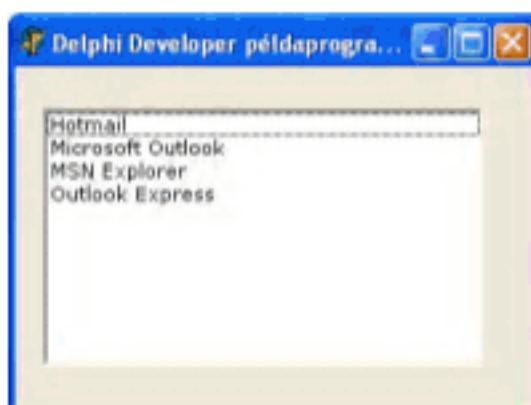 Delphi Developer példaprogra...
Hotmail
Microsoft Outlook
MSN Explorer
Outlook Express